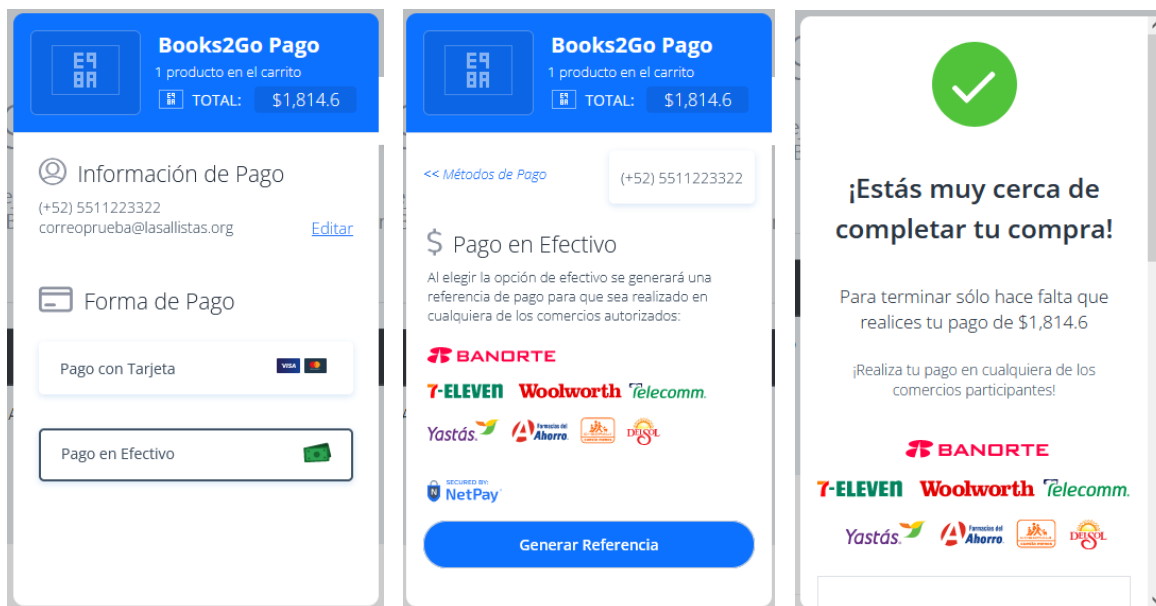 EQ
BA
Books2Go Pago
1 producto en el carrito
TOTAL: $1,814.6
Información de Pago
(+52) 5511223322
correoprueba@lasallistas.org
Editar
Forma de Pago
Pago con Tarjeta
VISA
Pago en Efectivo
EQ
BA
Books2Go Pago
1 producto en el carrito
TOTAL: $1,814.6
<< Métodos de Pago
(+52) 5511223322
$ Pago en Efectivo
Al elegir la opción de efectivo se generará una
referencia de pago para que sea realizado en
cualquiera de los comercios autorizados:
BANORTE
7-ELEVEN Woolworth Telecomm.
Yastás. Farmacias del Ahorro. DELSOL
SECURED BY:
NetPay
Generar Referencia
¡Estás muy cerca de
completar tu compra!
Para terminar sólo hace falta que
realices tu pago de $1,814.6
¡Realiza tu pago en cualquiera de los
comercios participantes!
BANORTE
7-ELEVEN Woolworth Telecomm.
Yastás. Farmacias del Ahorro. DELSOL